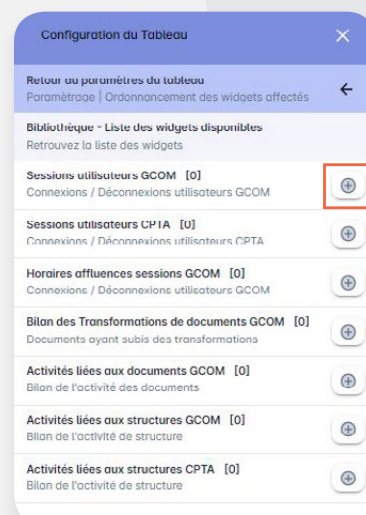 Configuration du Tableau
Retour au paramètres du tableau
Paramètrage | Ordonnancement des widgets affectés
Bibliothèque - Liste des widgets disponibles
Retrouvez la liste des widgets
Sessions utilisateurs GCOM [0]
Connexions / Déconnexions utilisateurs GCOM
Sessions utilisateurs CPTA [0]
Connexions / Déconnexions utilisateurs CPTA
Horaires affluences sessions GCOM [0]
Connexions / Déconnexions utilisateurs GCOM
Bilan des Transformations de documents GCOM [0]
Documents ayant subis des transformations
Activités liées aux documents GCOM [0]
Bilan de l'activité des documents
Activités liées aux structures GCOM [0]
Bilan de l'activité de structure
Activités liées aux structures CPTA [0]
Bilan de l'activité de structure